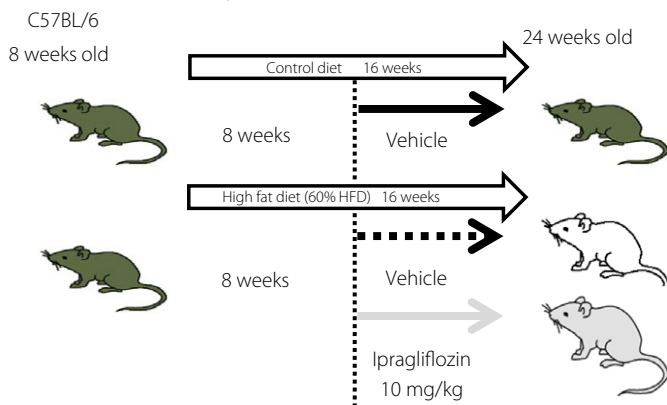 C57BL/6
8 weeks old
24 weeks old
Control diet 16 weeks
8 weeks
Vehicle
High fat diet (60% HFD) 16 weeks
8 weeks
Vehicle
Ipragliflozin
10 mg/kg